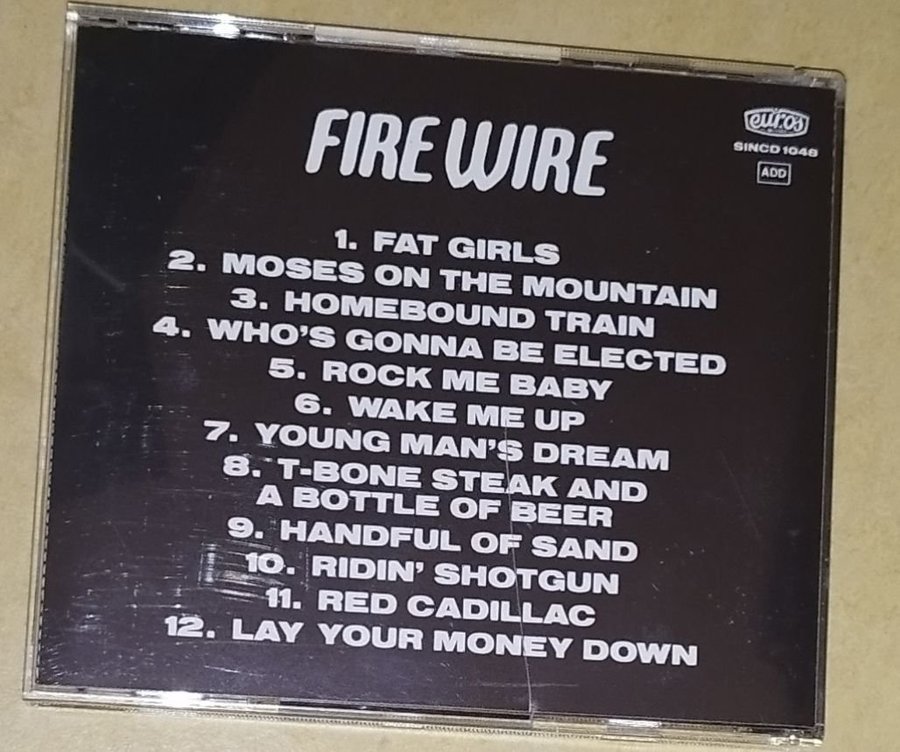 FIRE WIRE
euros
SINCD 1048
ADD
1. FAT GIRLS
2. MOSES ON THE MOUNTAIN
3. HOMEBOUND TRAIN
4. WHO'S GONNA BE ELECTED
5. ROCK ME BABY
6. WAKE ME UP
7. YOUNG MAN'S DREAM
8. T-BONE STEAK AND
A BOTTLE OF BEER
9. HANDFUL OF SAND
10. RIDIN' SHOTGUN
11. RED CADILLAC
12. LAY YOUR MONEY DOWN